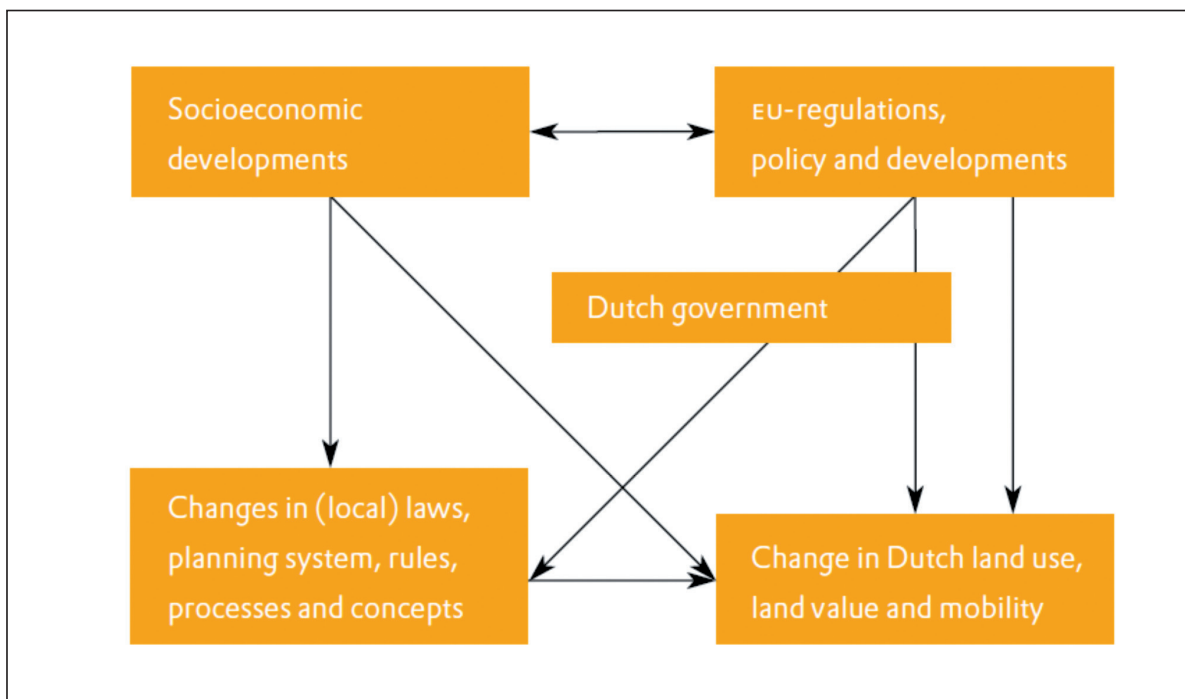 Socioeconomic
developments
EU-regulations,
policy and developments
Dutch government
Changes in (local) laws,
planning system, rules,
processes and concepts
Change in Dutch land use,
land value and mobility